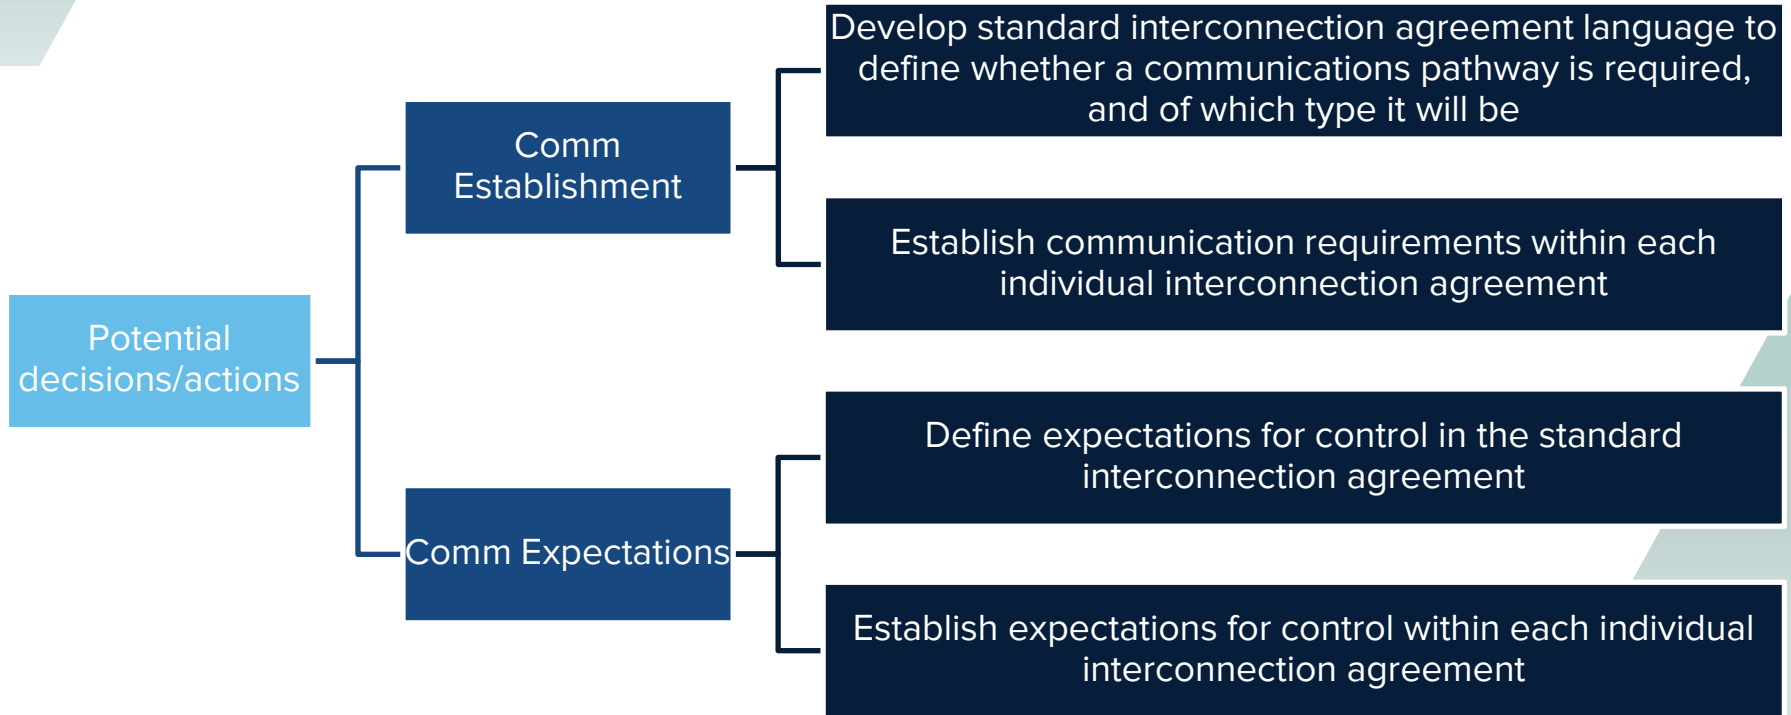 Potential
decisions/actions
Comm
Establishment
Develop standard interconnection agreement language to
define whether a communications pathway is required,
and of which type it will be
Establish communication requirements within each
individual interconnection agreement
Comm Expectations
Define expectations for control in the standard
interconnection agreement
Establish expectations for control within each individual
interconnection agreement